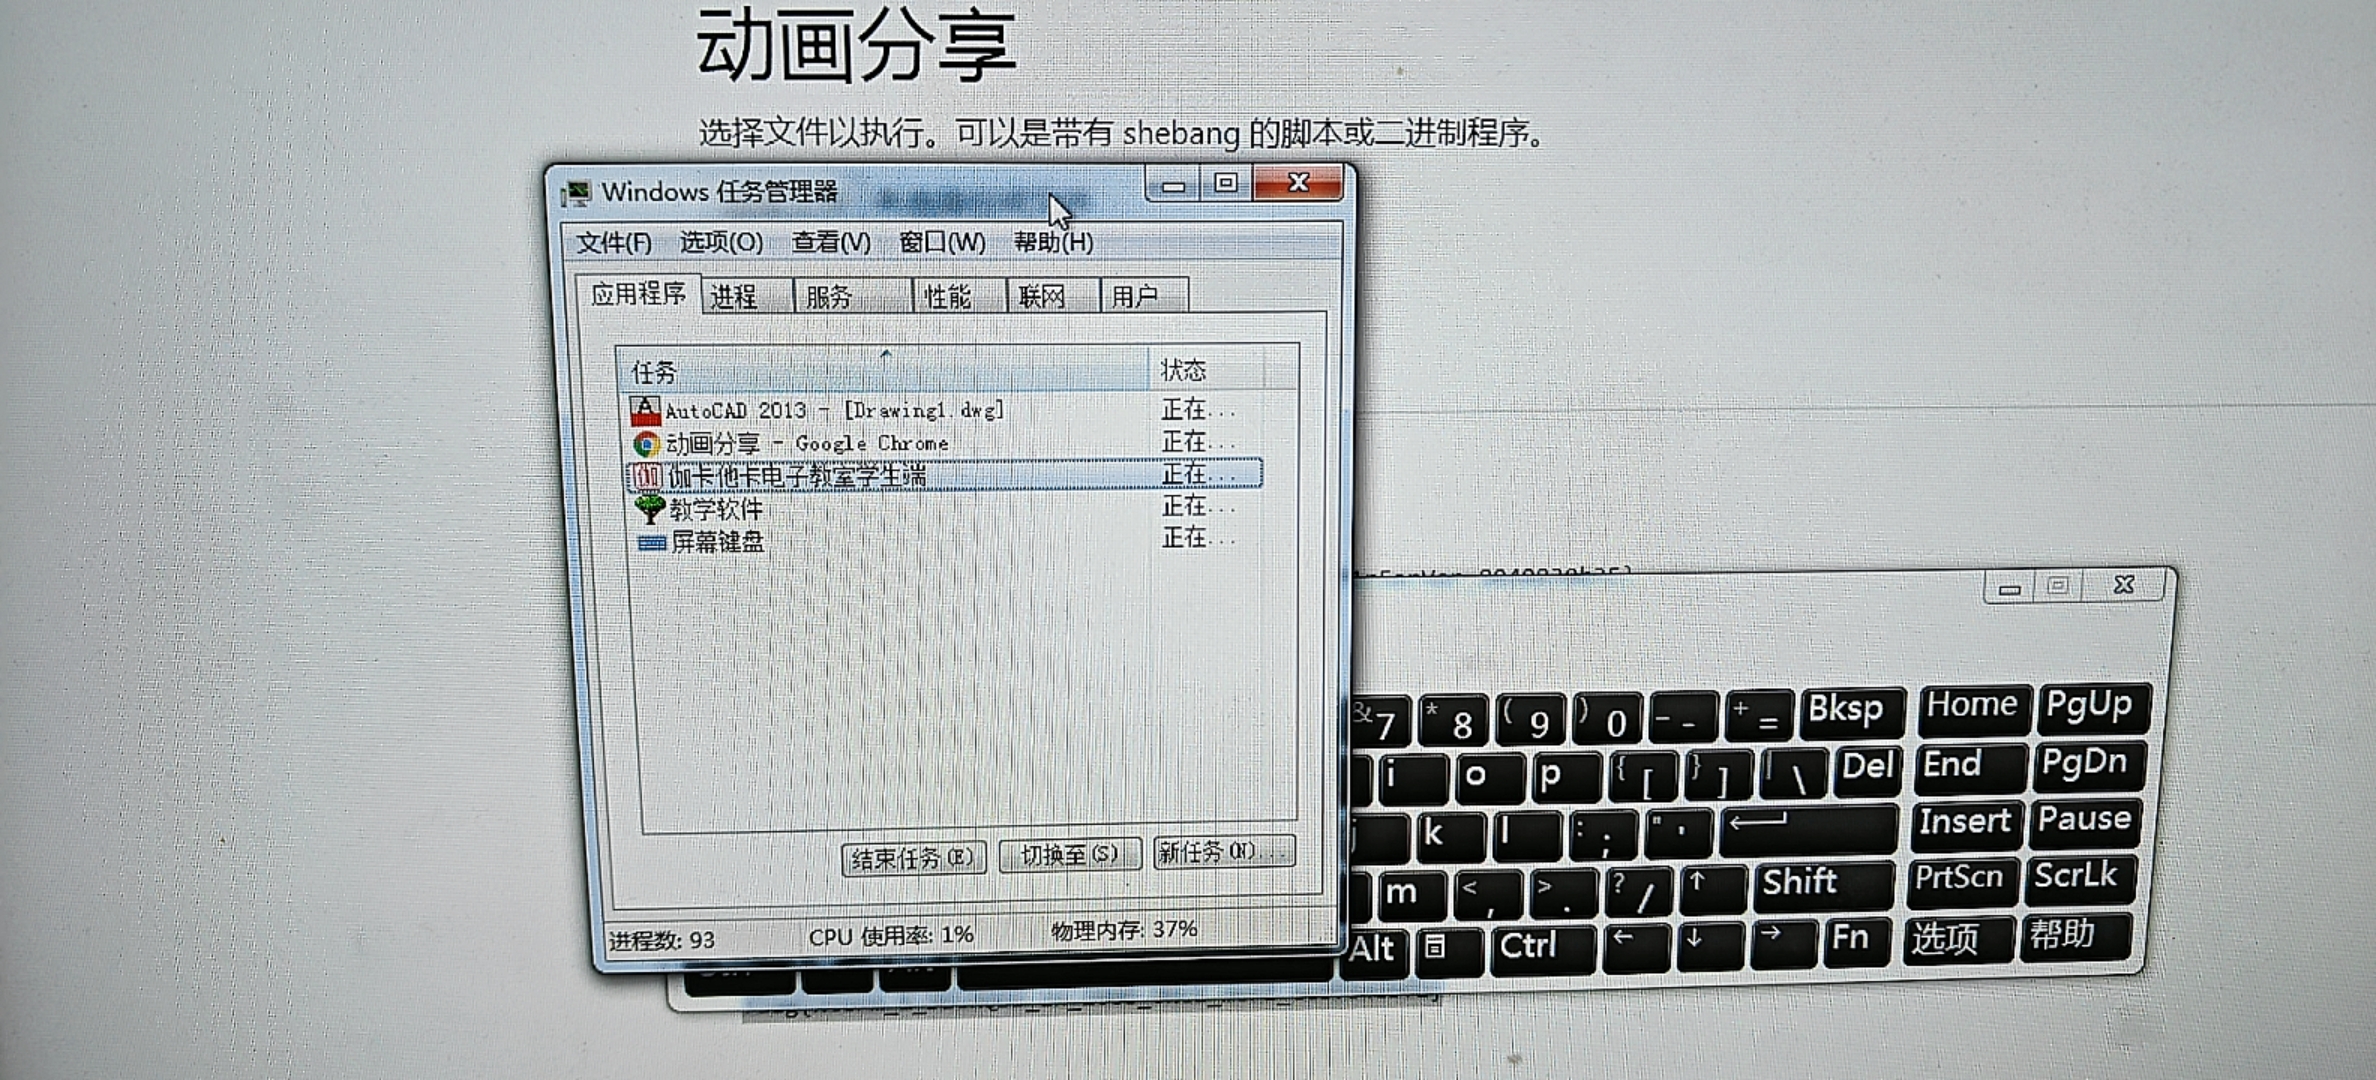 动画分享
选择文件以执行。可以是带有 shebang 的脚本或二进制程序。
Windows 任务管理器
文件(F) 选项(O) 查看(V) 窗口(W) 帮助(H)
应用程序 进程 服务 性能 联网 用户
任务 状态
AutoCAD 2013 - [Drawing1.dwg] 正在...
动画分享 - Google Chrome 正在...
伽卡他卡电子教室学生端 正在...
教学软件 正在...
屏幕键盘 正在...
结束任务(E) 切换至(S) 新任务(N)...
进程数: 93 CPU 使用率: 1% 物理内存: 37%
& 7 * 8 ( 9 ) 0 _ - + = Bksp Home PgUp
i o p { [ } ] | \ Del End PgDn
j k l : ; " ' Insert Pause
m < , > . ? / ↑ Shift PrtScn ScrLk
Alt Ctrl ← ↓ → Fn 选项 帮助